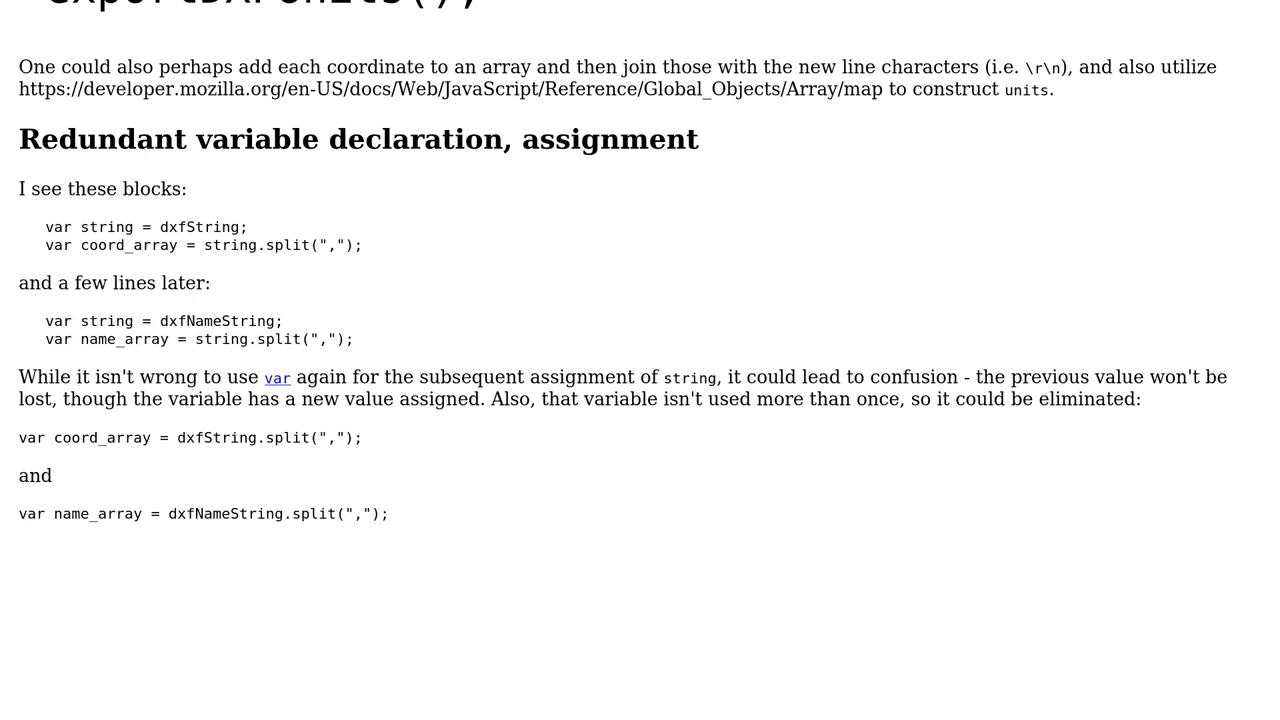 exportDXFUnits();
One could also perhaps add each coordinate to an array and then join those with the new line characters (i.e. \r\n), and also utilize
https://developer.mozilla.org/en-US/docs/Web/JavaScript/Reference/Global_Objects/Array/map to construct units.
Redundant variable declaration, assignment
I see these blocks:
var string = dxfString;
var coord_array = string.split(",");
and a few lines later:
var string = dxfNameString;
var name_array = string.split(",");
While it isn't wrong to use var again for the subsequent assignment of string, it could lead to confusion - the previous value won't be
lost, though the variable has a new value assigned. Also, that variable isn't used more than once, so it could be eliminated:
var coord_array = dxfString.split(",");
and
var name_array = dxfNameString.split(",");